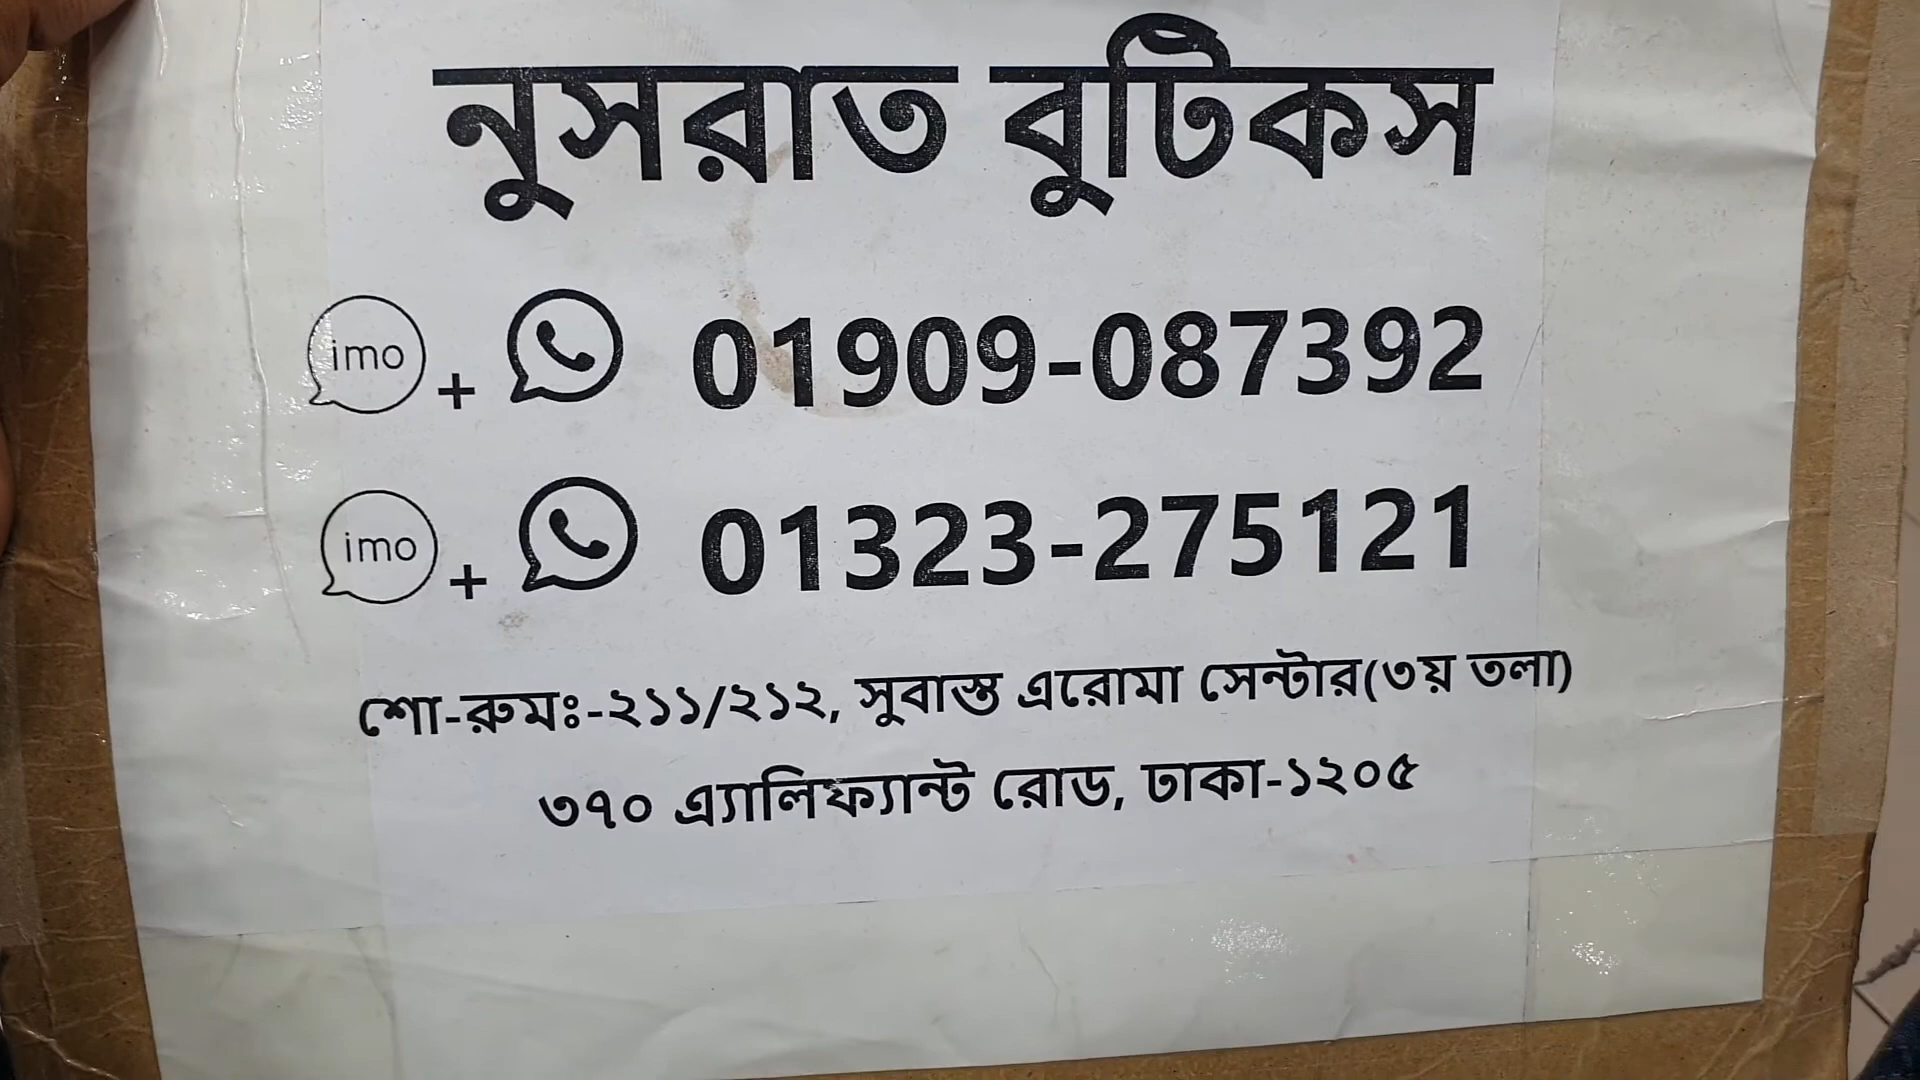 নুসরাত বুটিকস
imo + 01909-087392
imo + 01323-275121
শো-রুমঃ-২১১/২১২, সুবাস্ত এরোমা সেন্টার(৩য় তলা)
৩৭০ এ্যালিফ্যান্ট রোড, ঢাকা-১২০৫